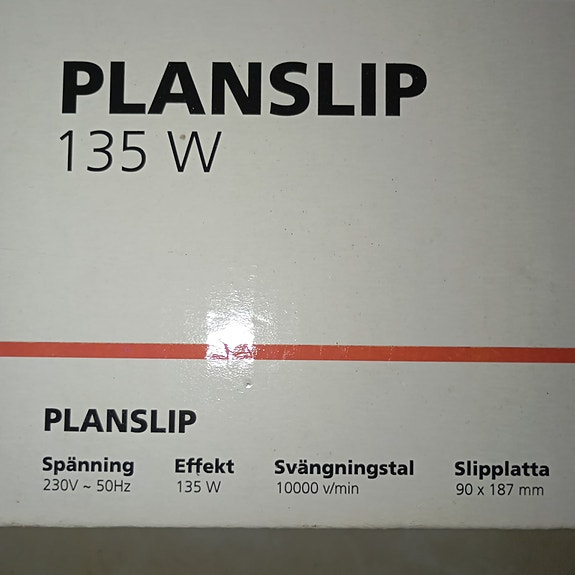 PLANSLIP
135 W
PLANSLIP
Spänning Effekt Svängningstal Slipplatta
230V ~ 50Hz 135 W 10000 v/min 90 x 187 mm